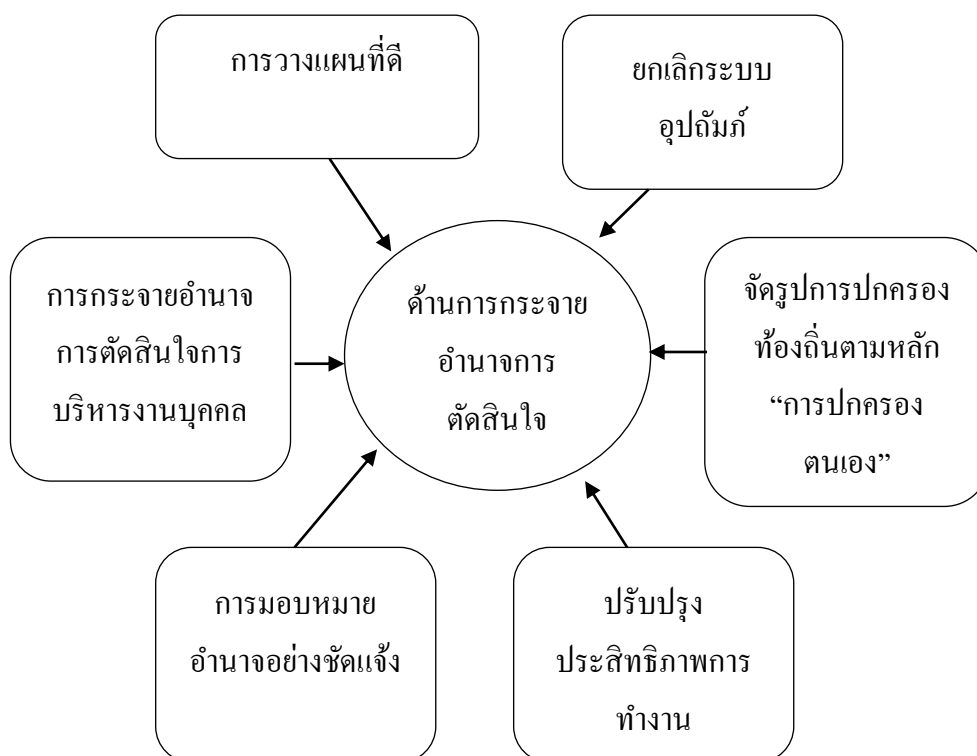 การวางแผนที่ดี
ยกเลิกระบบ
อุปถัมภ์
การกระจายอำนาจ
การตัดสินใจการ
บริหารงานบุคคล
ด้านการกระจาย
อำนาจการ
ตัดสินใจ
จัดรูปการปกครอง
ท้องถิ่นตามหลัก
“การปกครอง
ตนเอง”
การมอบหมาย
อำนาจอย่างชัดแจ้ง
ปรับปรุง
ประสิทธิภาพการ
ทำงาน